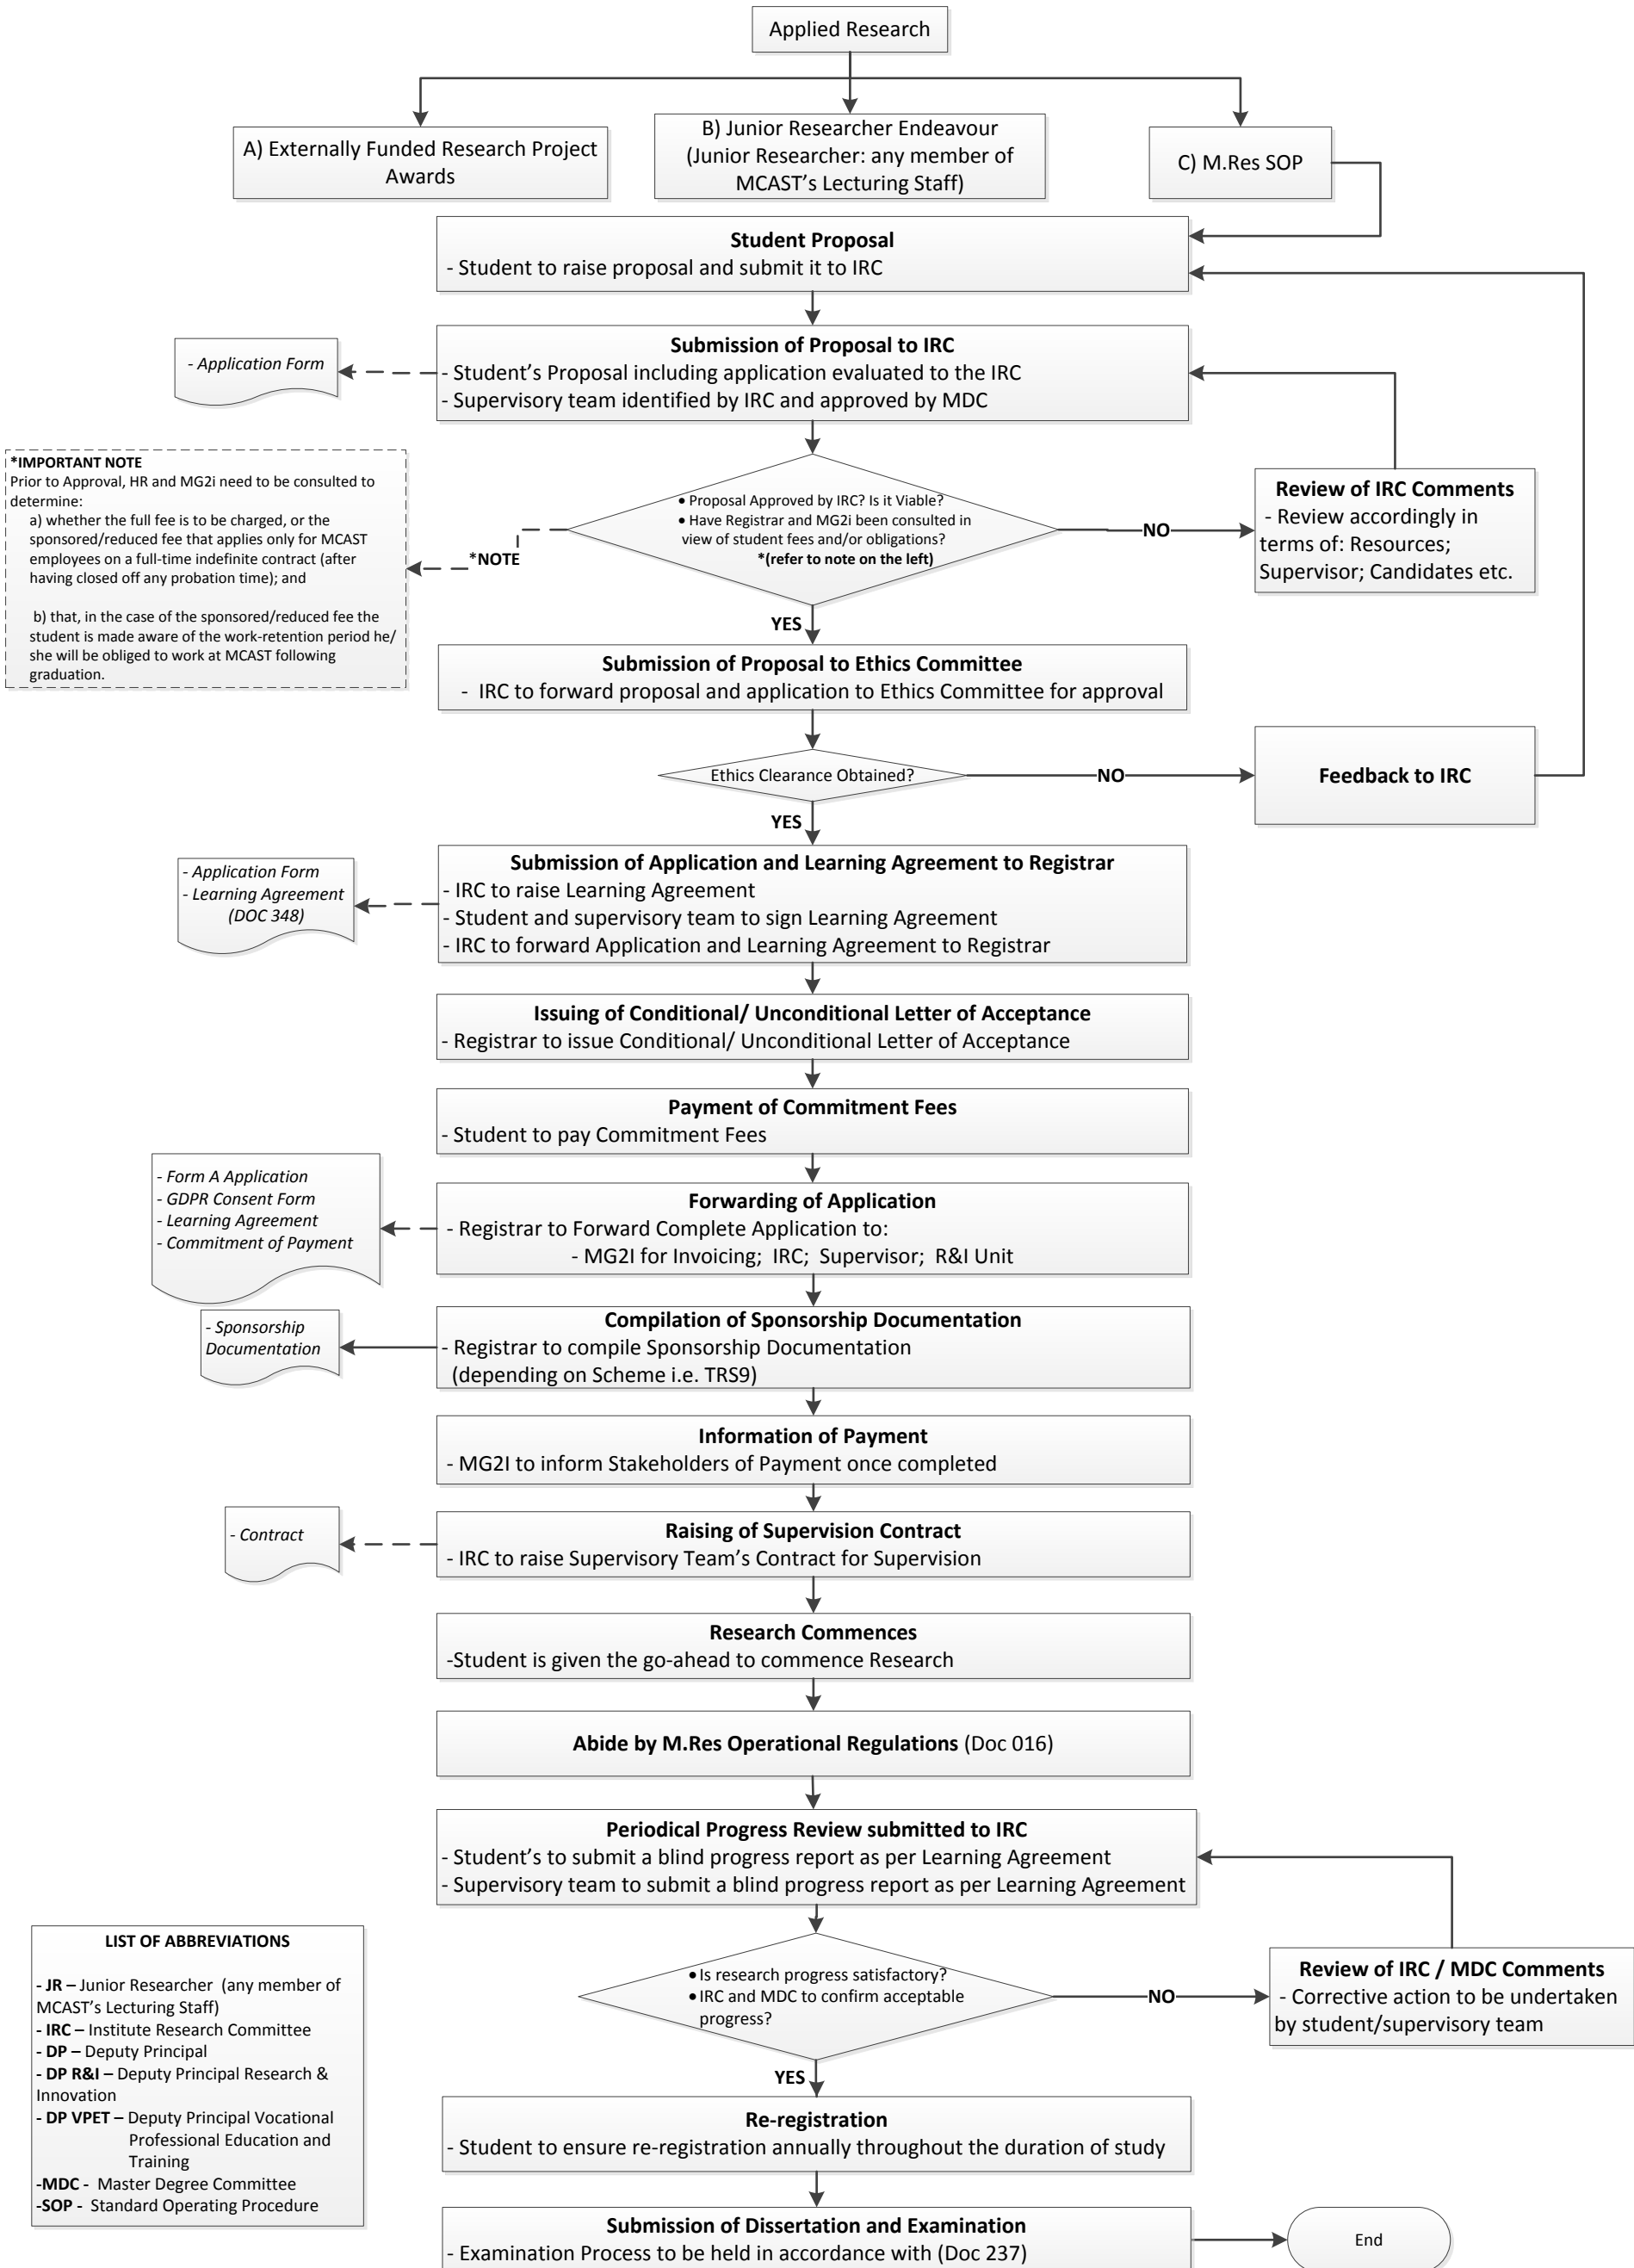 Applied Research
A) Externally Funded Research Project
Awards
B) Junior Researcher Endeavour
(Junior Researcher: any member of
MCAST's Lecturing Staff)
C) M.Res SOP
Student Proposal
- Student to raise proposal and submit it to IRC
Submission of Proposal to IRC
- Student's Proposal including application evaluated to the IRC
- Supervisory team identified by IRC and approved by MDC
- Application Form
*IMPORTANT NOTE
Prior to Approval, HR and MG2i need to be consulted to
determine:
a) whether the full fee is to be charged, or the
sponsored/reduced fee that applies only for MCAST
employees on a full-time indefinite contract (after
having closed off any probation time); and
b) that, in the case of the sponsored/reduced fee the
student is made aware of the work-retention period he/
she will be obliged to work at MCAST following
graduation.
*NOTE
• Proposal Approved by IRC? Is it Viable?
• Have Registrar and MG2i been consulted in
view of student fees and/or obligations?
*(refer to note on the left)
NO
Review of IRC Comments
- Review accordingly in
terms of: Resources;
Supervisor; Candidates etc.
YES
Submission of Proposal to Ethics Committee
- IRC to forward proposal and application to Ethics Committee for approval
Ethics Clearance Obtained?
NO
Feedback to IRC
YES
Submission of Application and Learning Agreement to Registrar
- IRC to raise Learning Agreement
- Student and supervisory team to sign Learning Agreement
- IRC to forward Application and Learning Agreement to Registrar
- Application Form
- Learning Agreement
(DOC 348)
Issuing of Conditional/ Unconditional Letter of Acceptance
- Registrar to issue Conditional/ Unconditional Letter of Acceptance
Payment of Commitment Fees
- Student to pay Commitment Fees
- Form A Application
- GDPR Consent Form
- Learning Agreement
- Commitment of Payment
Forwarding of Application
- Registrar to Forward Complete Application to:
- MG2I for Invoicing; IRC; Supervisor; R&I Unit
- Sponsorship
Documentation
Compilation of Sponsorship Documentation
- Registrar to compile Sponsorship Documentation
(depending on Scheme i.e. TRS9)
Information of Payment
- MG2I to inform Stakeholders of Payment once completed
- Contract
Raising of Supervision Contract
- IRC to raise Supervisory Team's Contract for Supervision
Research Commences
-Student is given the go-ahead to commence Research
Abide by M.Res Operational Regulations (Doc 016)
Periodical Progress Review submitted to IRC
- Student's to submit a blind progress report as per Learning Agreement
- Supervisory team to submit a blind progress report as per Learning Agreement
• Is research progress satisfactory?
• IRC and MDC to confirm acceptable
progress?
NO
Review of IRC / MDC Comments
- Corrective action to be undertaken
by student/supervisory team
YES
Re-registration
- Student to ensure re-registration annually throughout the duration of study
Submission of Dissertation and Examination
- Examination Process to be held in accordance with (Doc 237)
End
LIST OF ABBREVIATIONS
- JR – Junior Researcher (any member of
MCAST's Lecturing Staff)
- IRC – Institute Research Committee
- DP – Deputy Principal
- DP R&I – Deputy Principal Research &
Innovation
- DP VPET – Deputy Principal Vocational
Professional Education and
Training
-MDC - Master Degree Committee
-SOP - Standard Operating Procedure